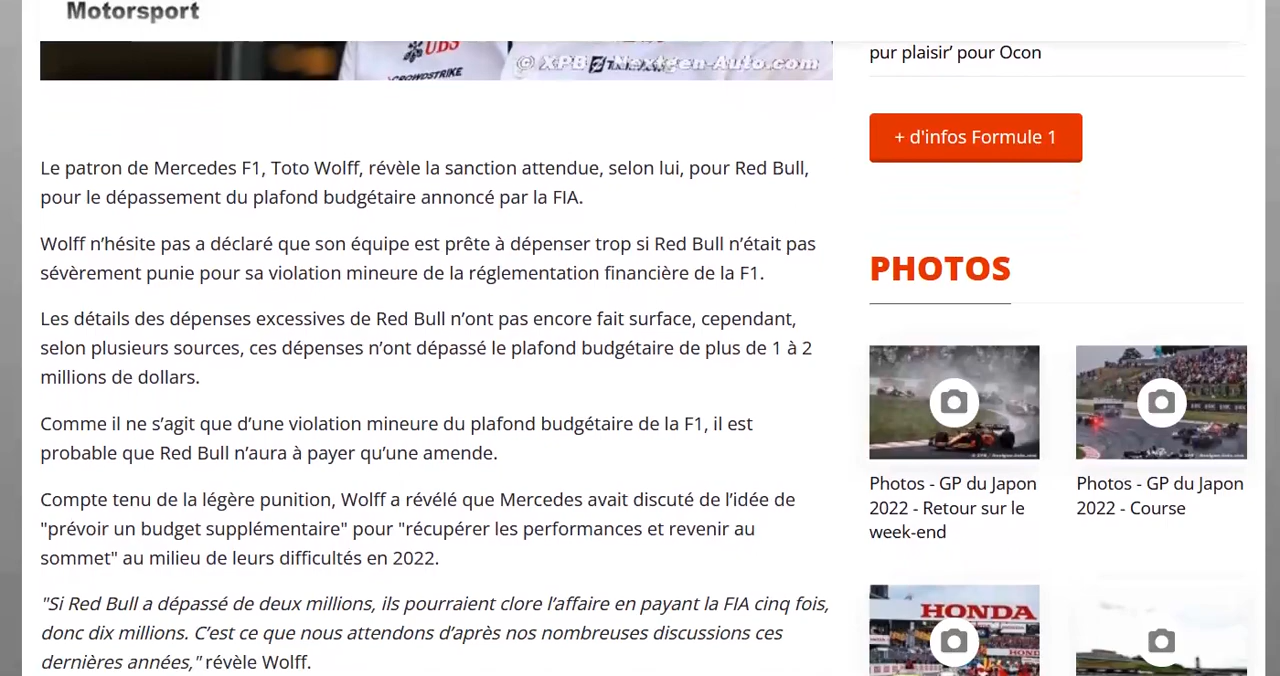 Motorsport
UBS
CROWDSTRIKE
© XPB Nextgen-Auto.com
Le patron de Mercedes F1, Toto Wolff, révèle la sanction attendue, selon lui, pour Red Bull,
pour le dépassement du plafond budgétaire annoncé par la FIA.
Wolff n’hésite pas a déclaré que son équipe est prête à dépenser trop si Red Bull n’était pas
sévèrement punie pour sa violation mineure de la réglementation financière de la F1.
Les détails des dépenses excessives de Red Bull n’ont pas encore fait surface, cependant,
selon plusieurs sources, ces dépenses n’ont dépassé le plafond budgétaire de plus de 1 à 2
millions de dollars.
Comme il ne s’agit que d’une violation mineure du plafond budgétaire de la F1, il est
probable que Red Bull n’aura à payer qu’une amende.
Compte tenu de la légère punition, Wolff a révélé que Mercedes avait discuté de l’idée de
"prévoir un budget supplémentaire" pour "récupérer les performances et revenir au
sommet" au milieu de leurs difficultés en 2022.
"Si Red Bull a dépassé de deux millions, ils pourraient clore l’affaire en payant la FIA cinq fois,
donc dix millions. C’est ce que nous attendons d’après nos nombreuses discussions ces
dernières années," révèle Wolff.
pur plaisir’ pour Ocon
+ d'infos Formule 1
PHOTOS
Photos - GP du Japon
2022 - Retour sur le
week-end
Photos - GP du Japon
2022 - Course
HONDA
HOND